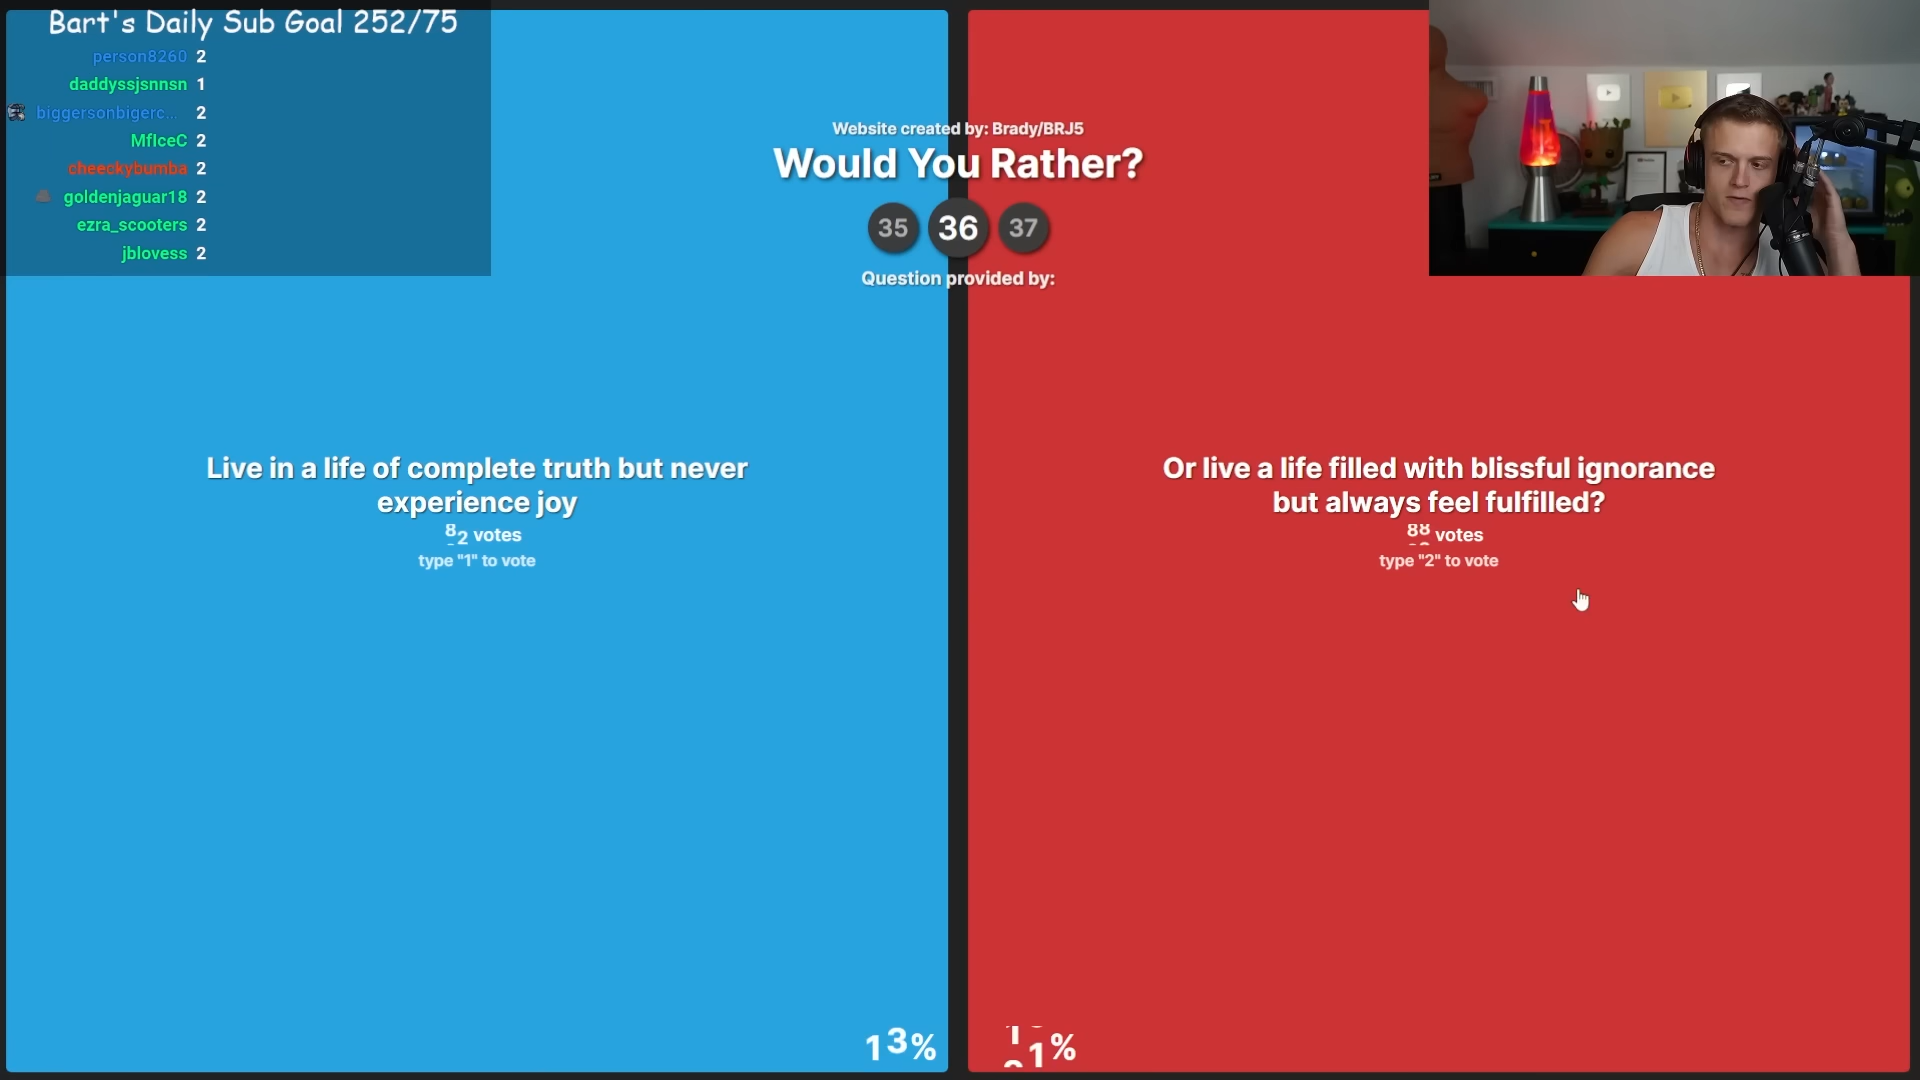 Bart's Daily Sub Goal 252/75
person8260 2
daddyssjsnnsn 1
biggersonbigerc... 2
MfIceC 2
cheeckybumba 2
goldenjaguar18 2
ezra_scooters 2
jblovess 2
Website created by: Brady/BRJ5
Would You Rather?
35 36 37
Question provided by:
Live in a life of complete truth but never
experience joy
votes
type "1" to vote
13%
Or live a life filled with blissful ignorance
but always feel fulfilled?
88 votes
type "2" to vote
%